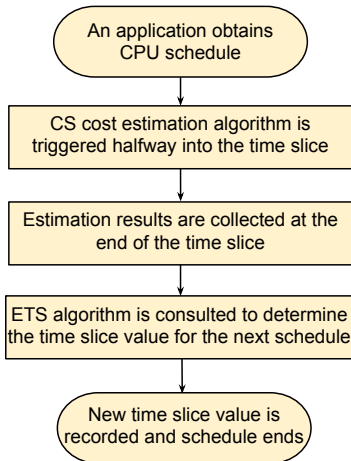 An application obtains
CPU schedule
CS cost estimation algorithm is
triggered halfway into the time slice
Estimation results are collected at the
end of the time slice
ETS algorithm is consulted to determine
the time slice value for the next schedule
New time slice value is
recorded and schedule ends